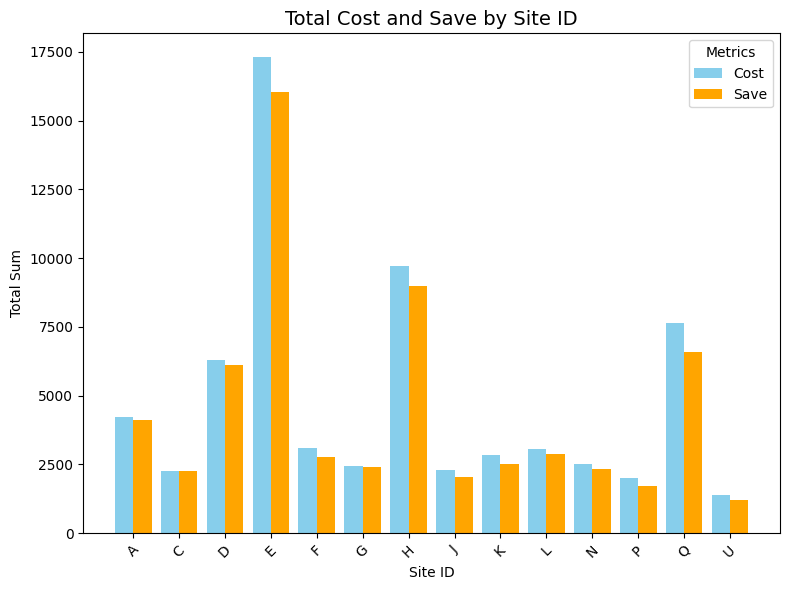 Total Cost and Save by Site ID
Metrics
Cost
Save
Total Sum
17500
15000
12500
10000
7500
5000
2500
0
A C D E F G H J K L N P Q U
Site ID